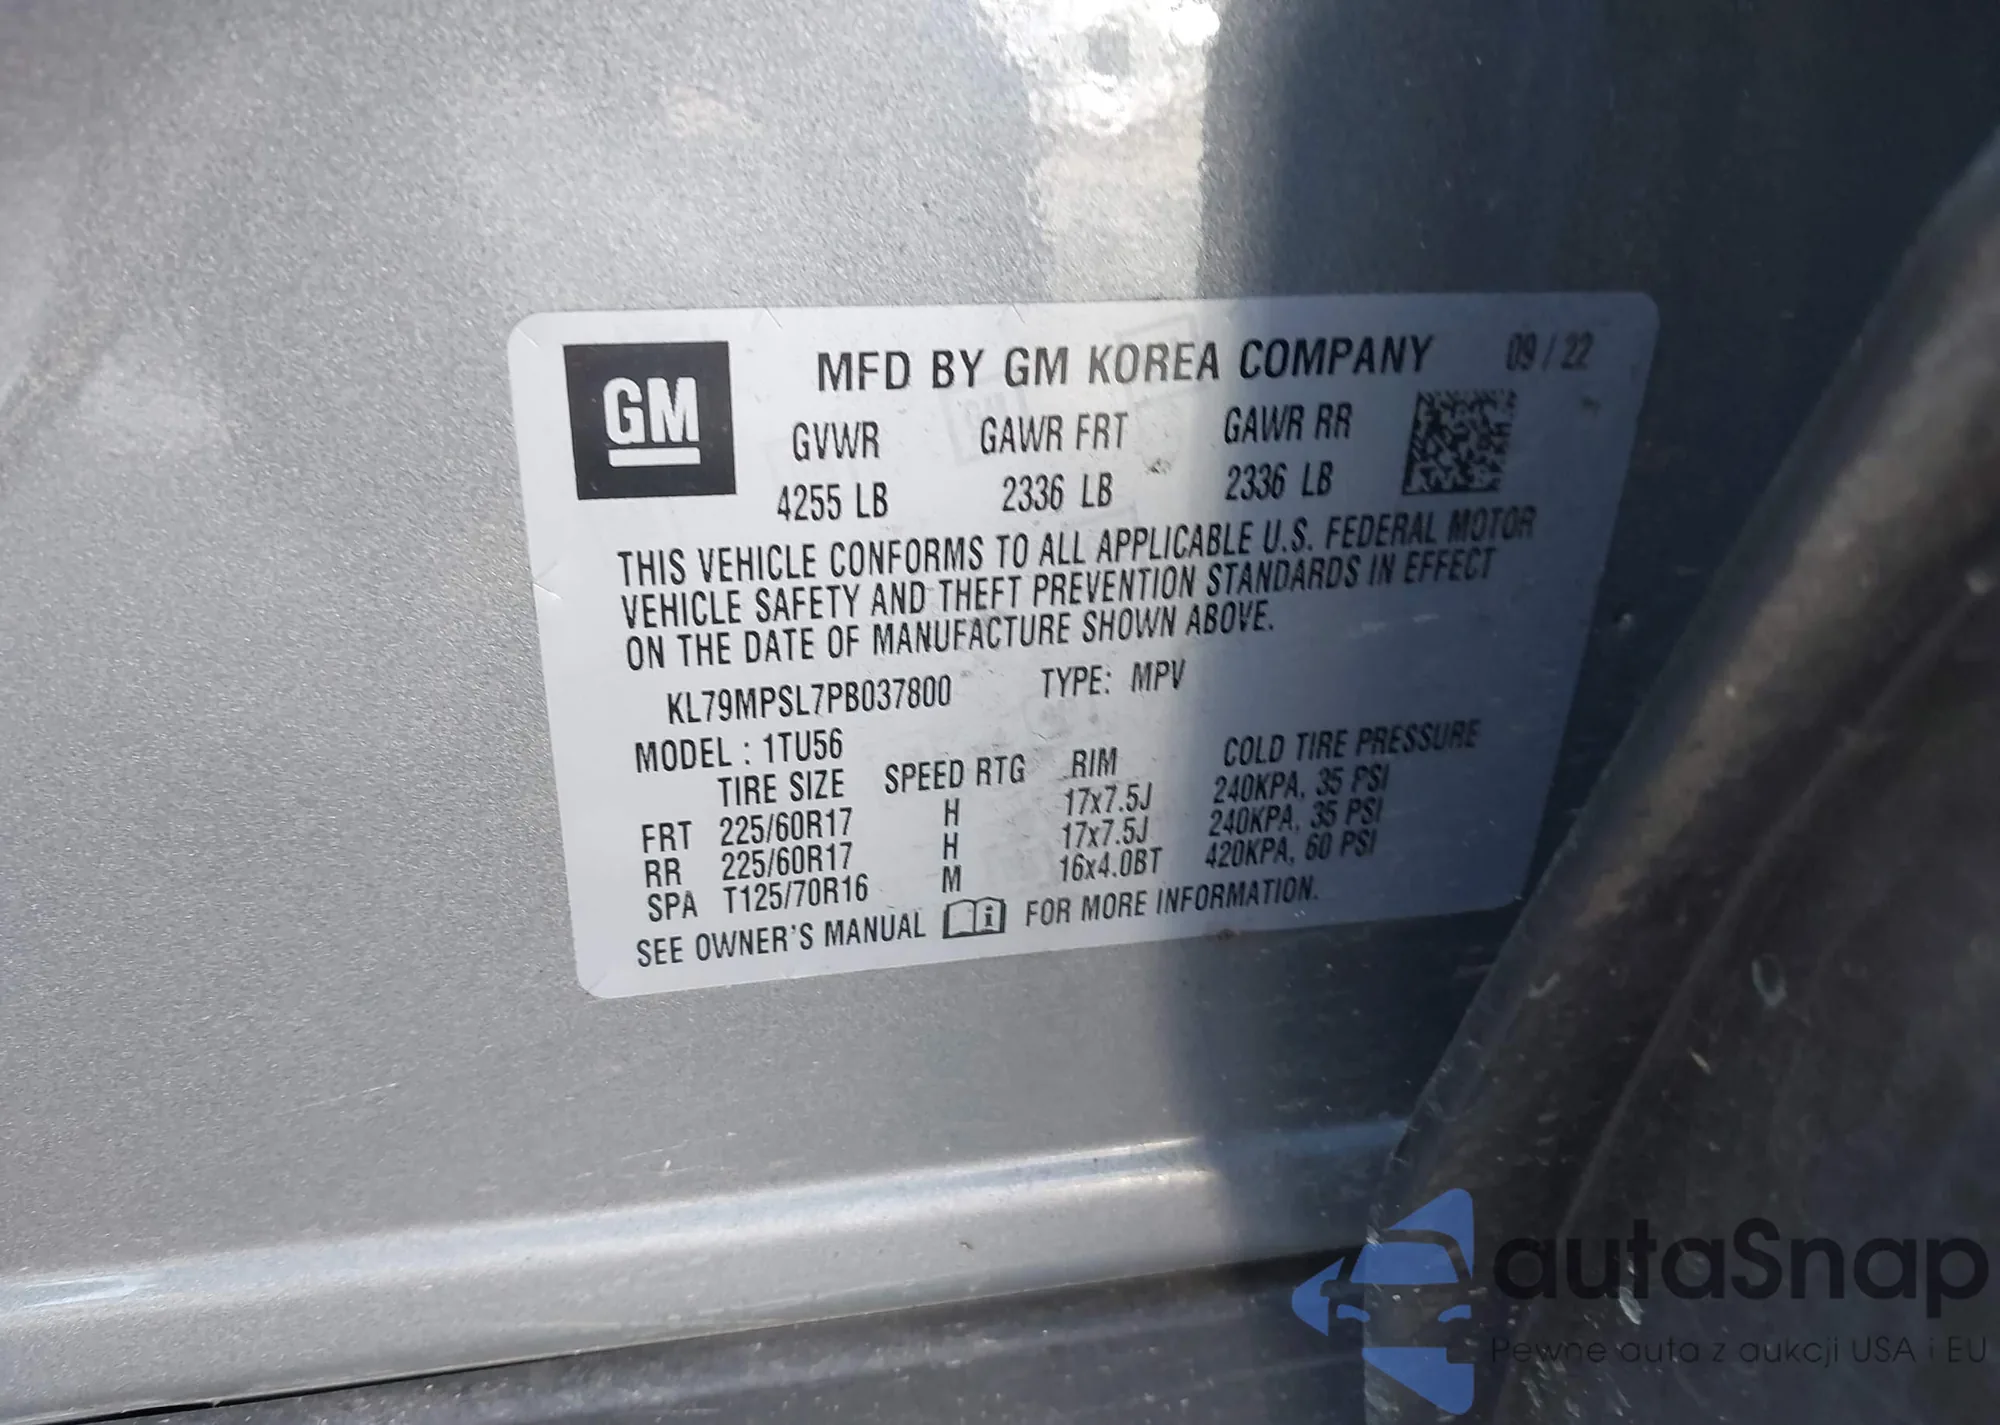 GM
MFD BY GM KOREA COMPANY 09 / 22
GVWR GAWR FRT GAWR RR
4255 LB 2336 LB 2336 LB
THIS VEHICLE CONFORMS TO ALL APPLICABLE U.S. FEDERAL MOTOR
VEHICLE SAFETY AND THEFT PREVENTION STANDARDS IN EFFECT
ON THE DATE OF MANUFACTURE SHOWN ABOVE.
KL79MPSL7PB037800 TYPE: MPV
MODEL : 1TU56
TIRE SIZE SPEED RTG RIM COLD TIRE PRESSURE
FRT 225/60R17 H 17x7.5J 240KPA, 35 PSI
RR 225/60R17 H 17x7.5J 240KPA, 35 PSI
SPA T125/70R16 M 16x4.0BT 420KPA, 60 PSI
SEE OWNER'S MANUAL i FOR MORE INFORMATION.
autaSnap
Pewne auta z aukcji USA i EU